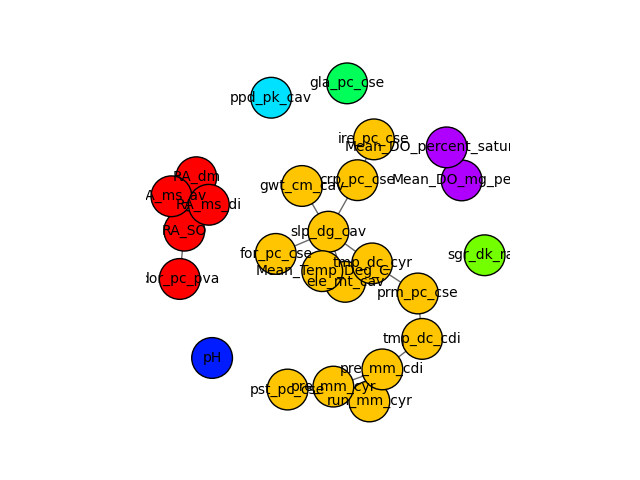 gla_pc_cse
ppd_pk_cav
ire_pc_cse
Mean_DO_percent_satur
RA_dm
crp_pc_cse
Mean_DO_mg_pe
gwt_cm_cav
A_ms_av
RA_ms_di
RA_SO
slp_dg_cav
for_pc_cse
sgr_dk_ra
tmp_dc_cyr
Mean_Temp_Deg_C
dor_pc_pva
ele_mt_cav
prm_pc_cse
tmp_dc_cdi
pH
pre_mm_cdi
pre_mm_cyr
pst_pc_cse
run_mm_cyr